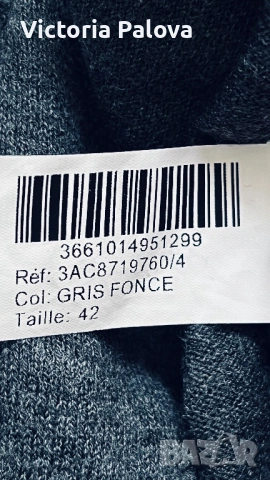 Victoria Palova
3661014951299
Réf: 3AC8719760/4
Col: GRIS FONCE
Taille: 42
BAZAR